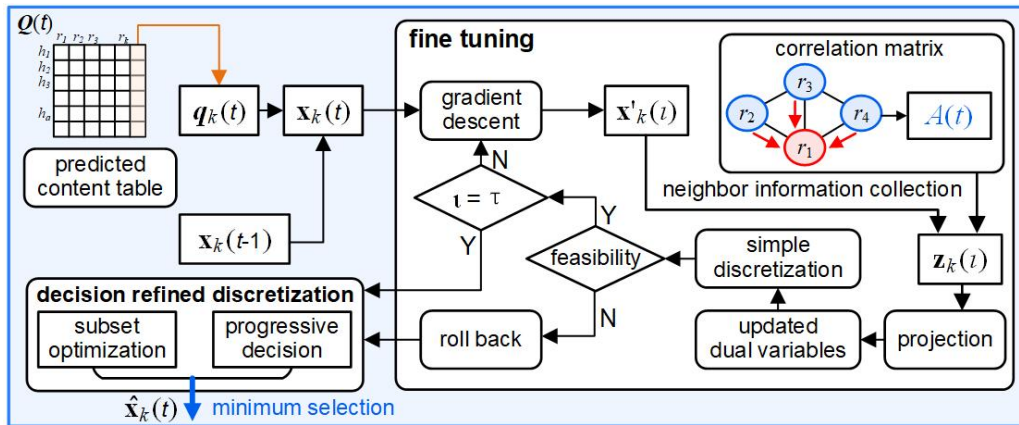 Q(t)
r1 r2 r3 rk
h1
h2
h3
ha
predicted
content table
qk(t)
xk(t)
xk(t-1)
fine tuning
gradient
descent
x'k(ι)
correlation matrix
r3
r2
r4
r1
A(t)
neighbor information collection
N
ι = τ
Y
Y
feasibility
N
simple
discretization
zk(ι)
roll back
updated
dual variables
projection
decision refined discretization
subset
optimization
progressive
decision
x̂k(t)
minimum selection